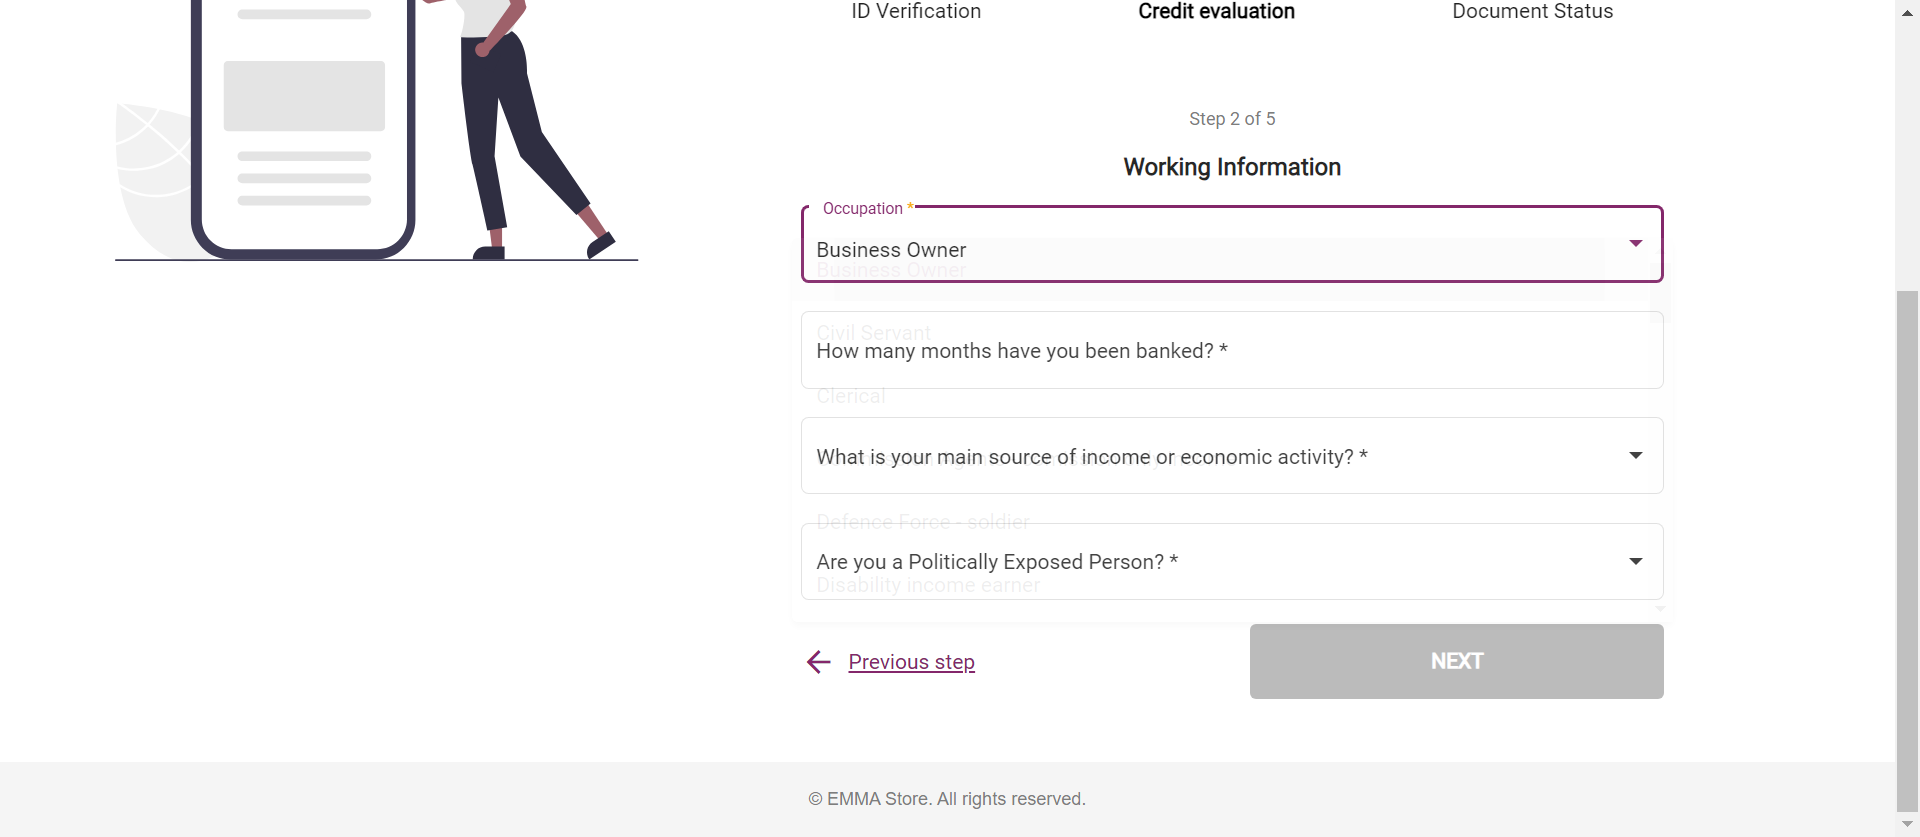 ID Verification
Credit evaluation
Document Status
Step 2 of 5
Working Information
Occupation *
Business Owner
Business Owner
Civil Servant
How many months have you been banked? *
Clerical
What is your main source of income or economic activity? *
Defence Force - soldier
Are you a Politically Exposed Person? *
Disability income earner
Previous step
NEXT
© EMMA Store. All rights reserved.